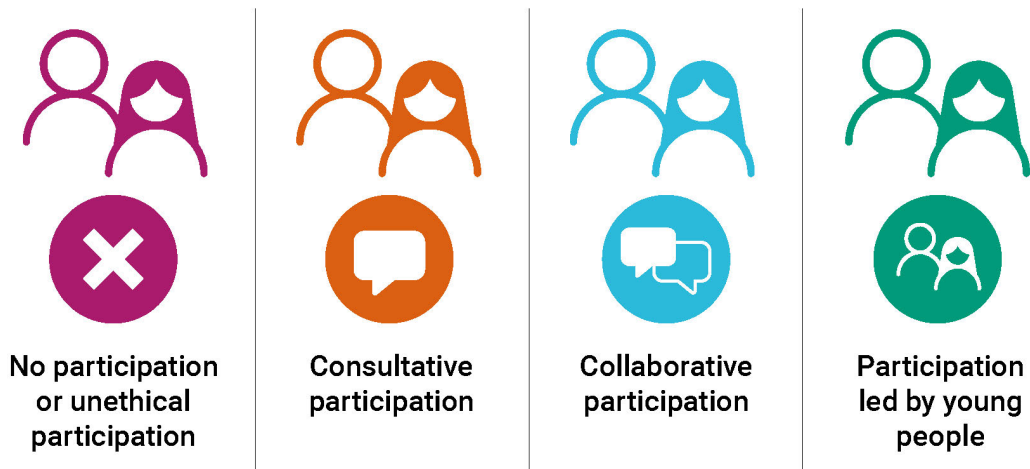 No participation
or unethical
participation
Consultative
participation
Collaborative
participation
Participation
led by young
people